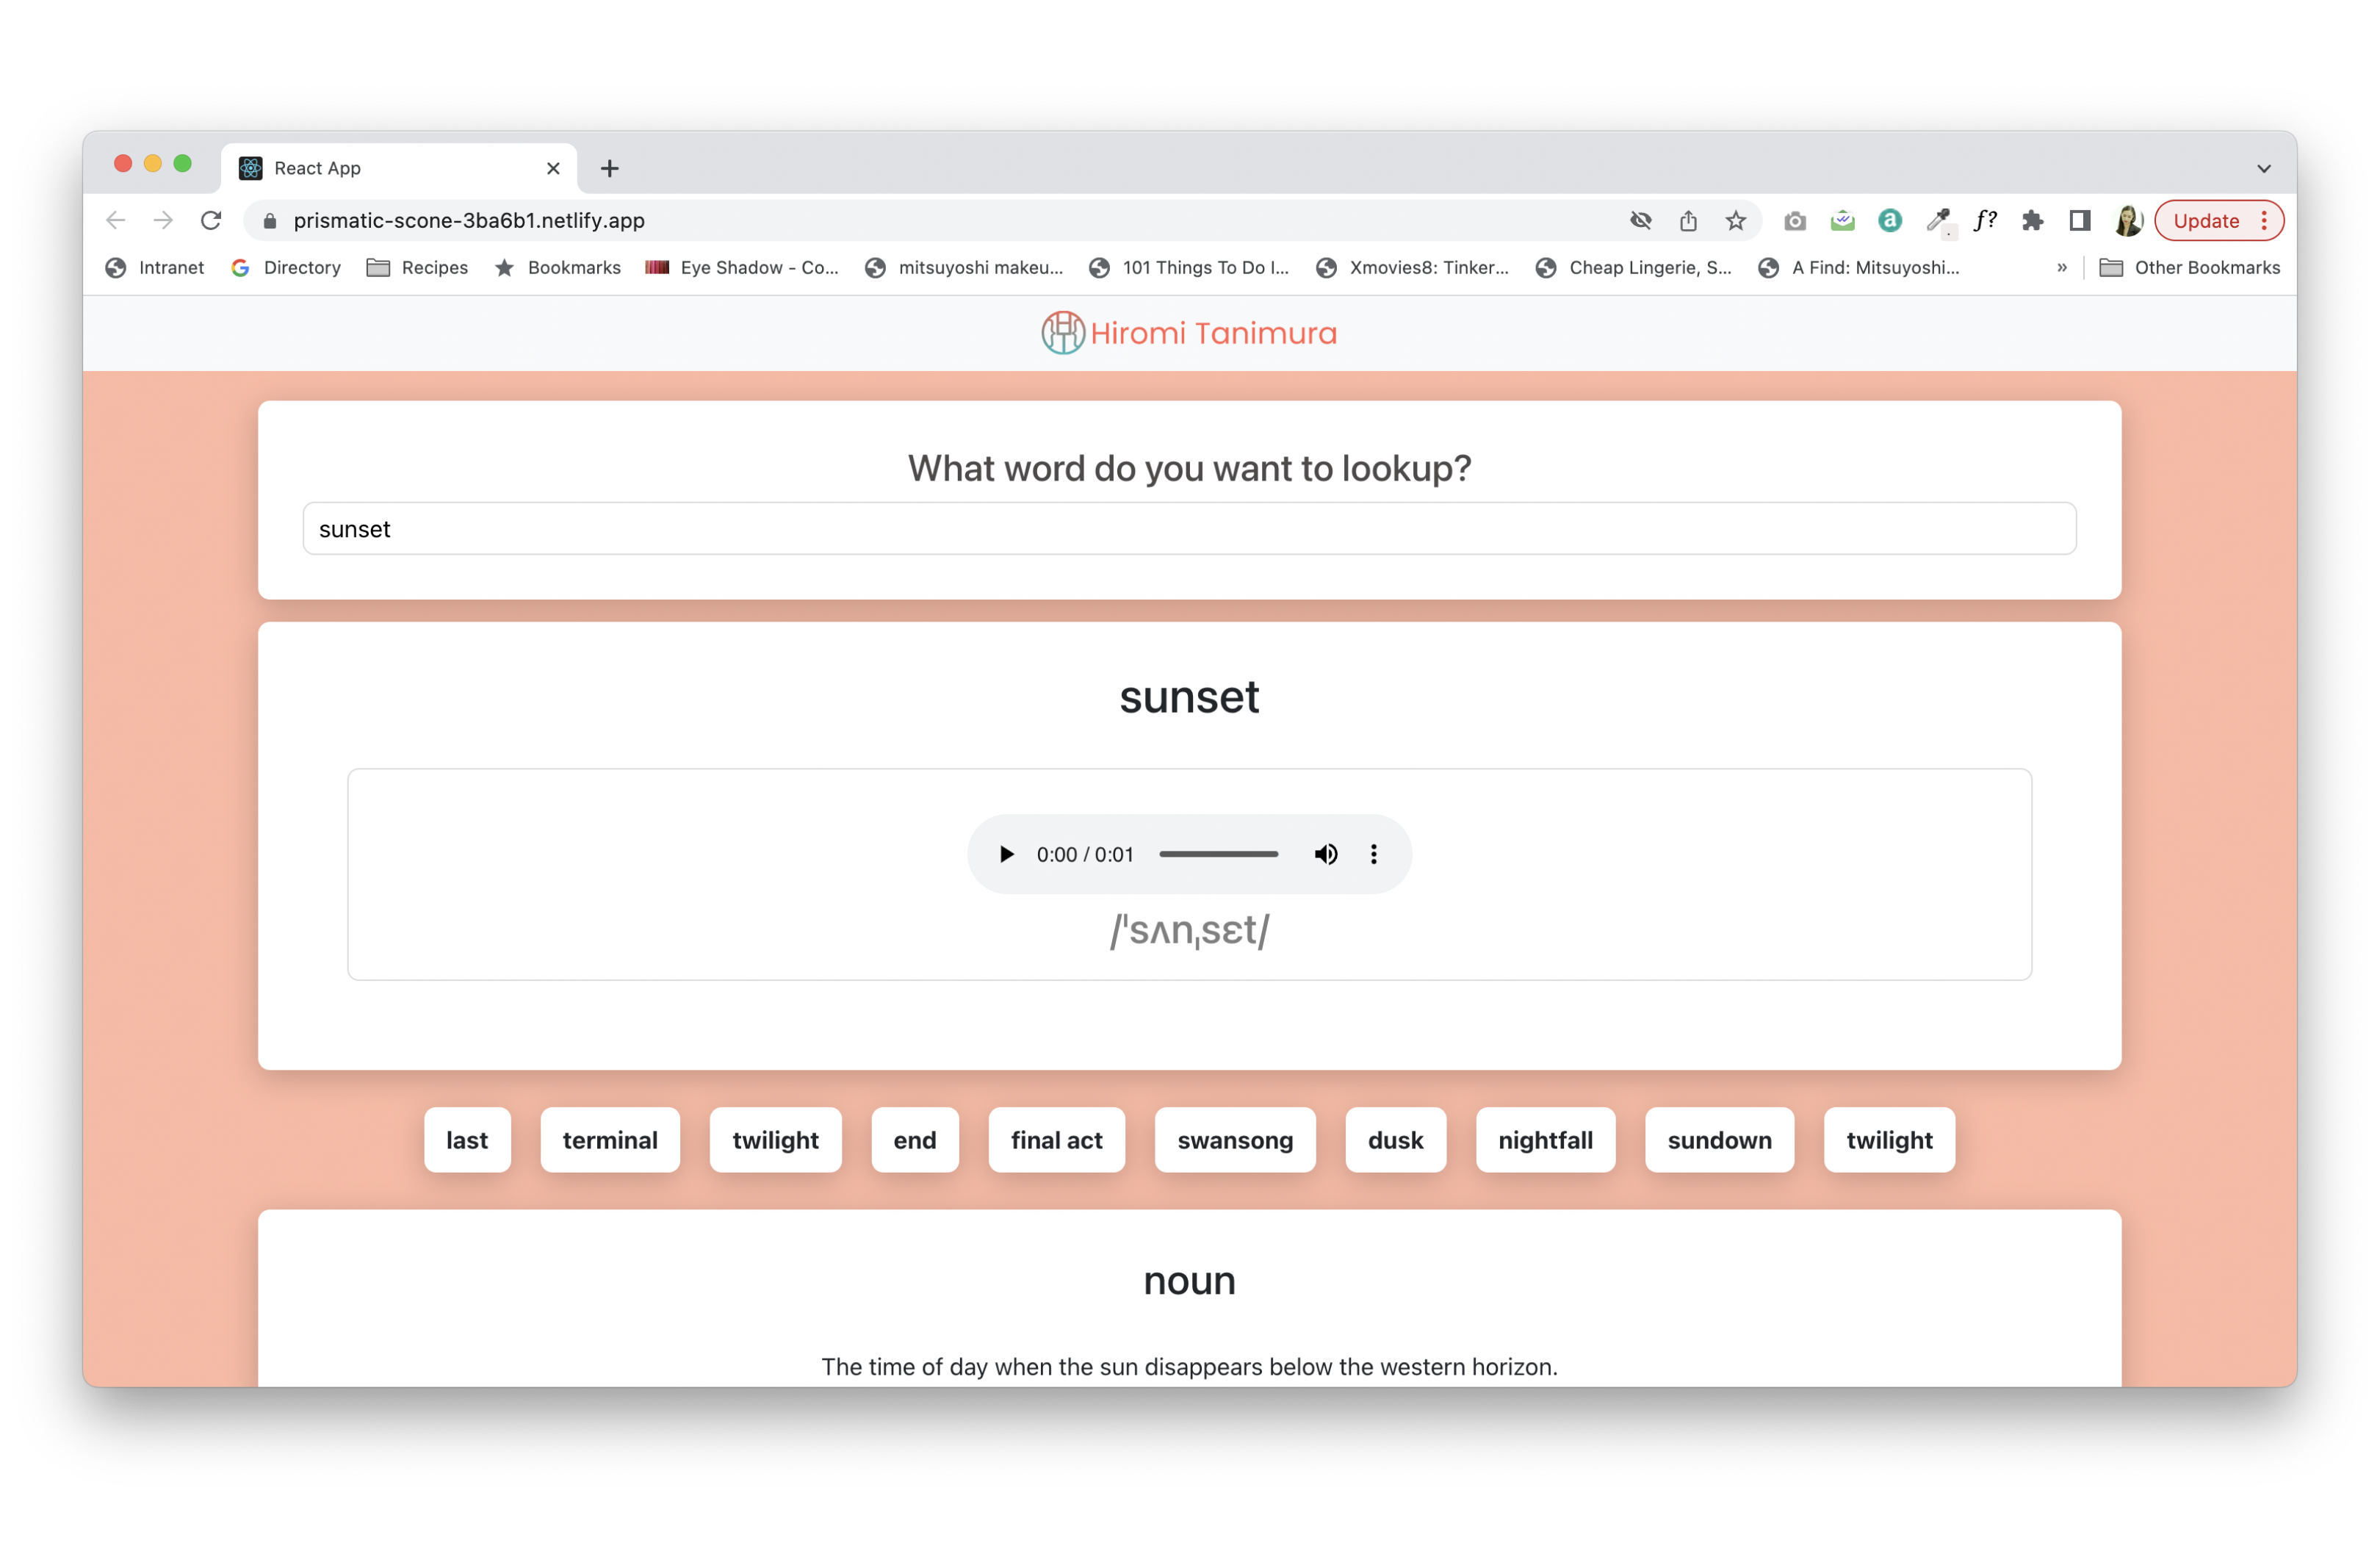 React App
prismatic-scone-3ba6b1.netlify.app
f?
Update
Intranet
Directory
Recipes
Bookmarks
Eye Shadow - Co...
mitsuyoshi makeu...
101 Things To Do I...
Xmovies8: Tinker...
Cheap Lingerie, S...
A Find: Mitsuyoshi...
»
Other Bookmarks
Hiromi Tanimura
What word do you want to lookup?
sunset
sunset
0:00 / 0:01
/ˈsʌnˌsɛt/
last
terminal
twilight
end
final act
swansong
dusk
nightfall
sundown
twilight
noun
The time of day when the sun disappears below the western horizon.